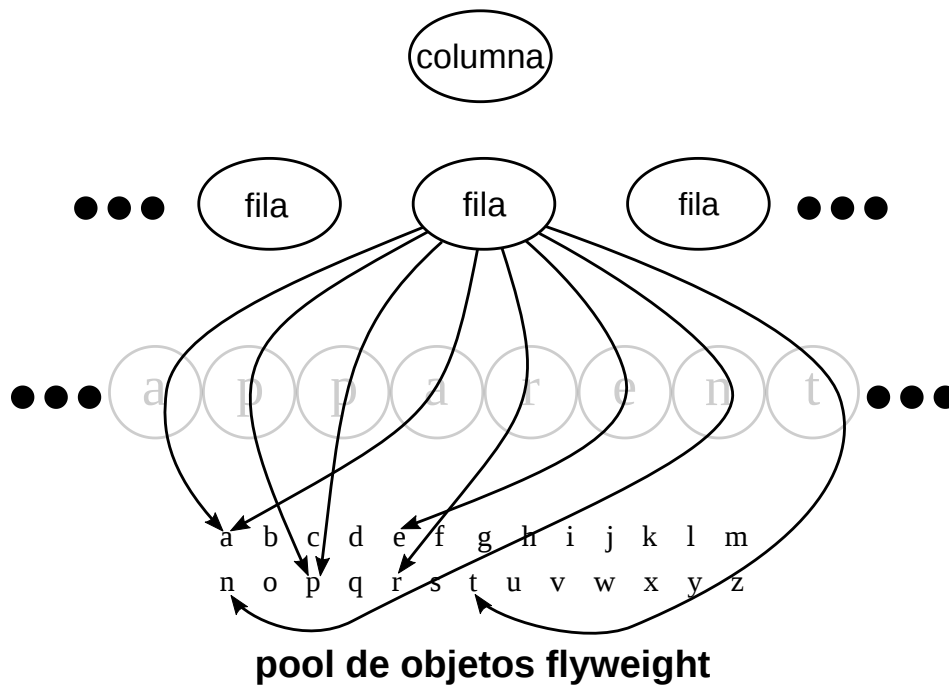 columna
fila fila fila
a p p a r e n t
a b c d e f g h i j k l m
n o p q r s t u v w x y z
pool de objetos flyweight